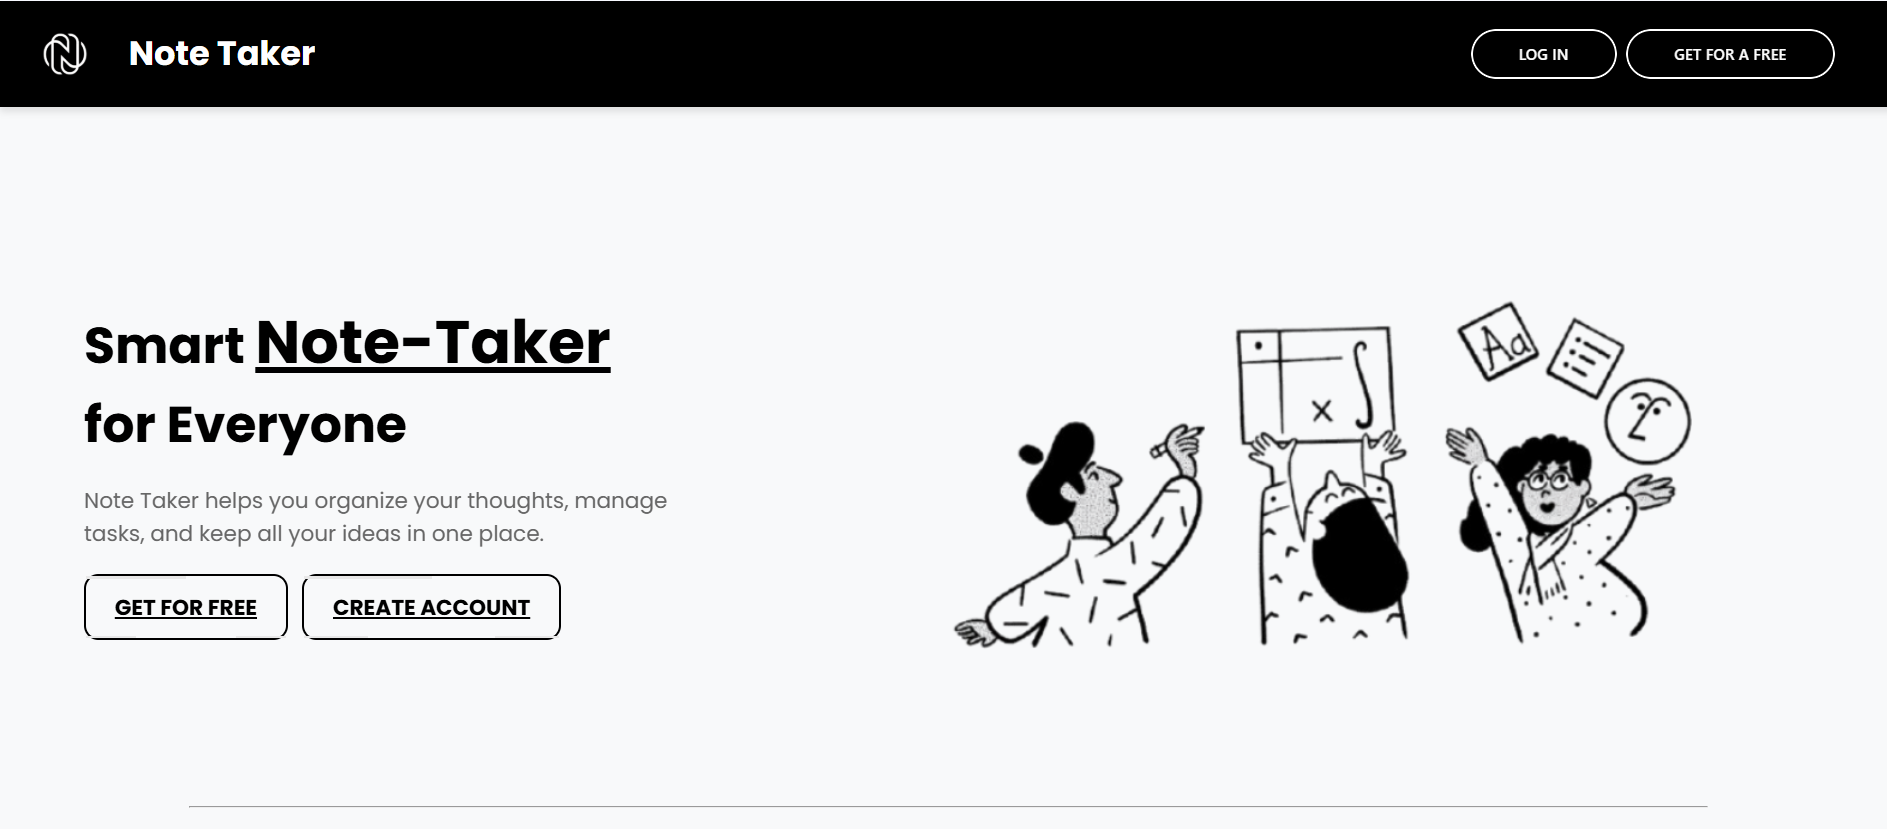 Note Taker
LOG IN
GET FOR A FREE
Smart Note-Taker
for Everyone
Note Taker helps you organize your thoughts, manage
tasks, and keep all your ideas in one place.
GET FOR FREE
CREATE ACCOUNT
x ∫
Aa